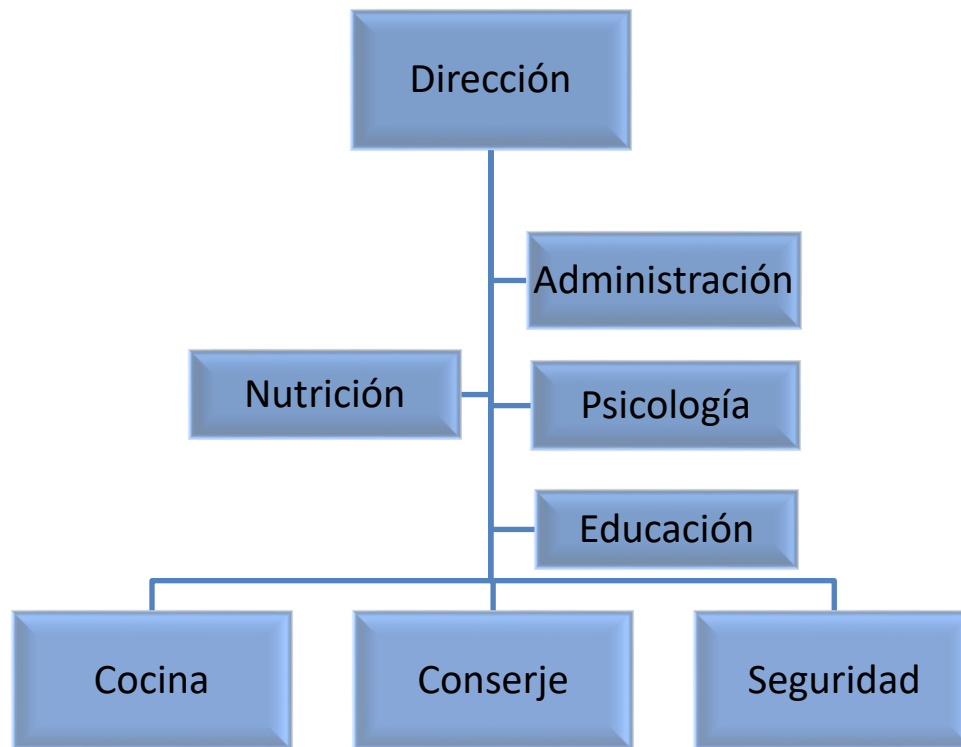 Dirección
Administración
Nutrición
Psicología
Educación
Cocina
Conserje
Seguridad